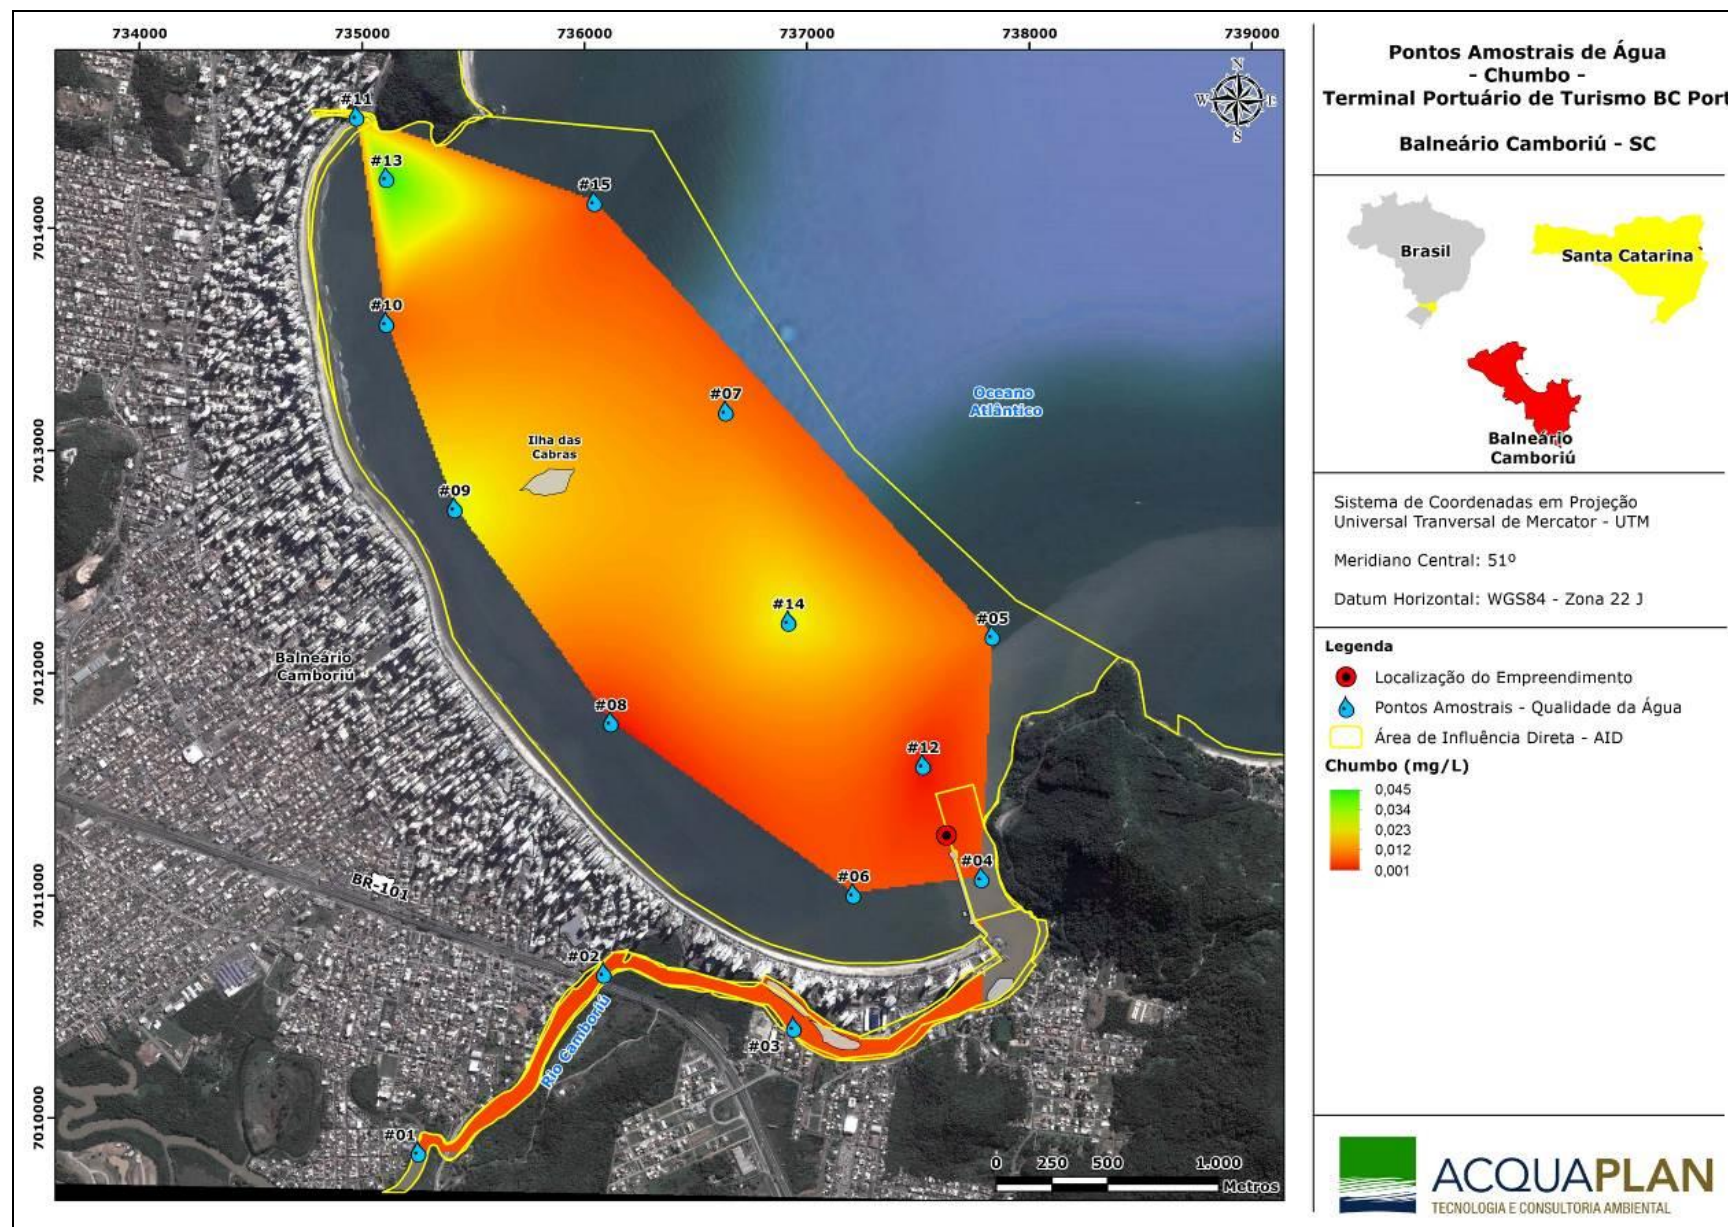 734000
735000
736000
737000
738000
739000
7014000
7013000
7012000
7011000
7010000
N
W
E
S
#11
#13
#15
#10
#07
Oceano
Atlântico
Ilha das
Cabras
#09
#14
#05
Balneário
Camboriú
#08
#12
#04
#06
BR-101
#02
Rio Camboriú
#03
#01
0 250 500 1.000
Metros
Pontos Amostrais de Água
- Chumbo -
Terminal Portuário de Turismo BC Port
Balneário Camboriú - SC
Brasil
Santa Catarina
Balneário
Camboriú
Sistema de Coordenadas em Projeção
Universal Tranversal de Mercator - UTM
Meridiano Central: 51º
Datum Horizontal: WGS84 - Zona 22 J
Legenda
Localização do Empreendimento
Pontos Amostrais - Qualidade da Água
Área de Influência Direta - AID
Chumbo (mg/L)
0,045
0,034
0,023
0,012
0,001
ACQUAPLAN
TECNOLOGIA E CONSULTORIA AMBIENTAL